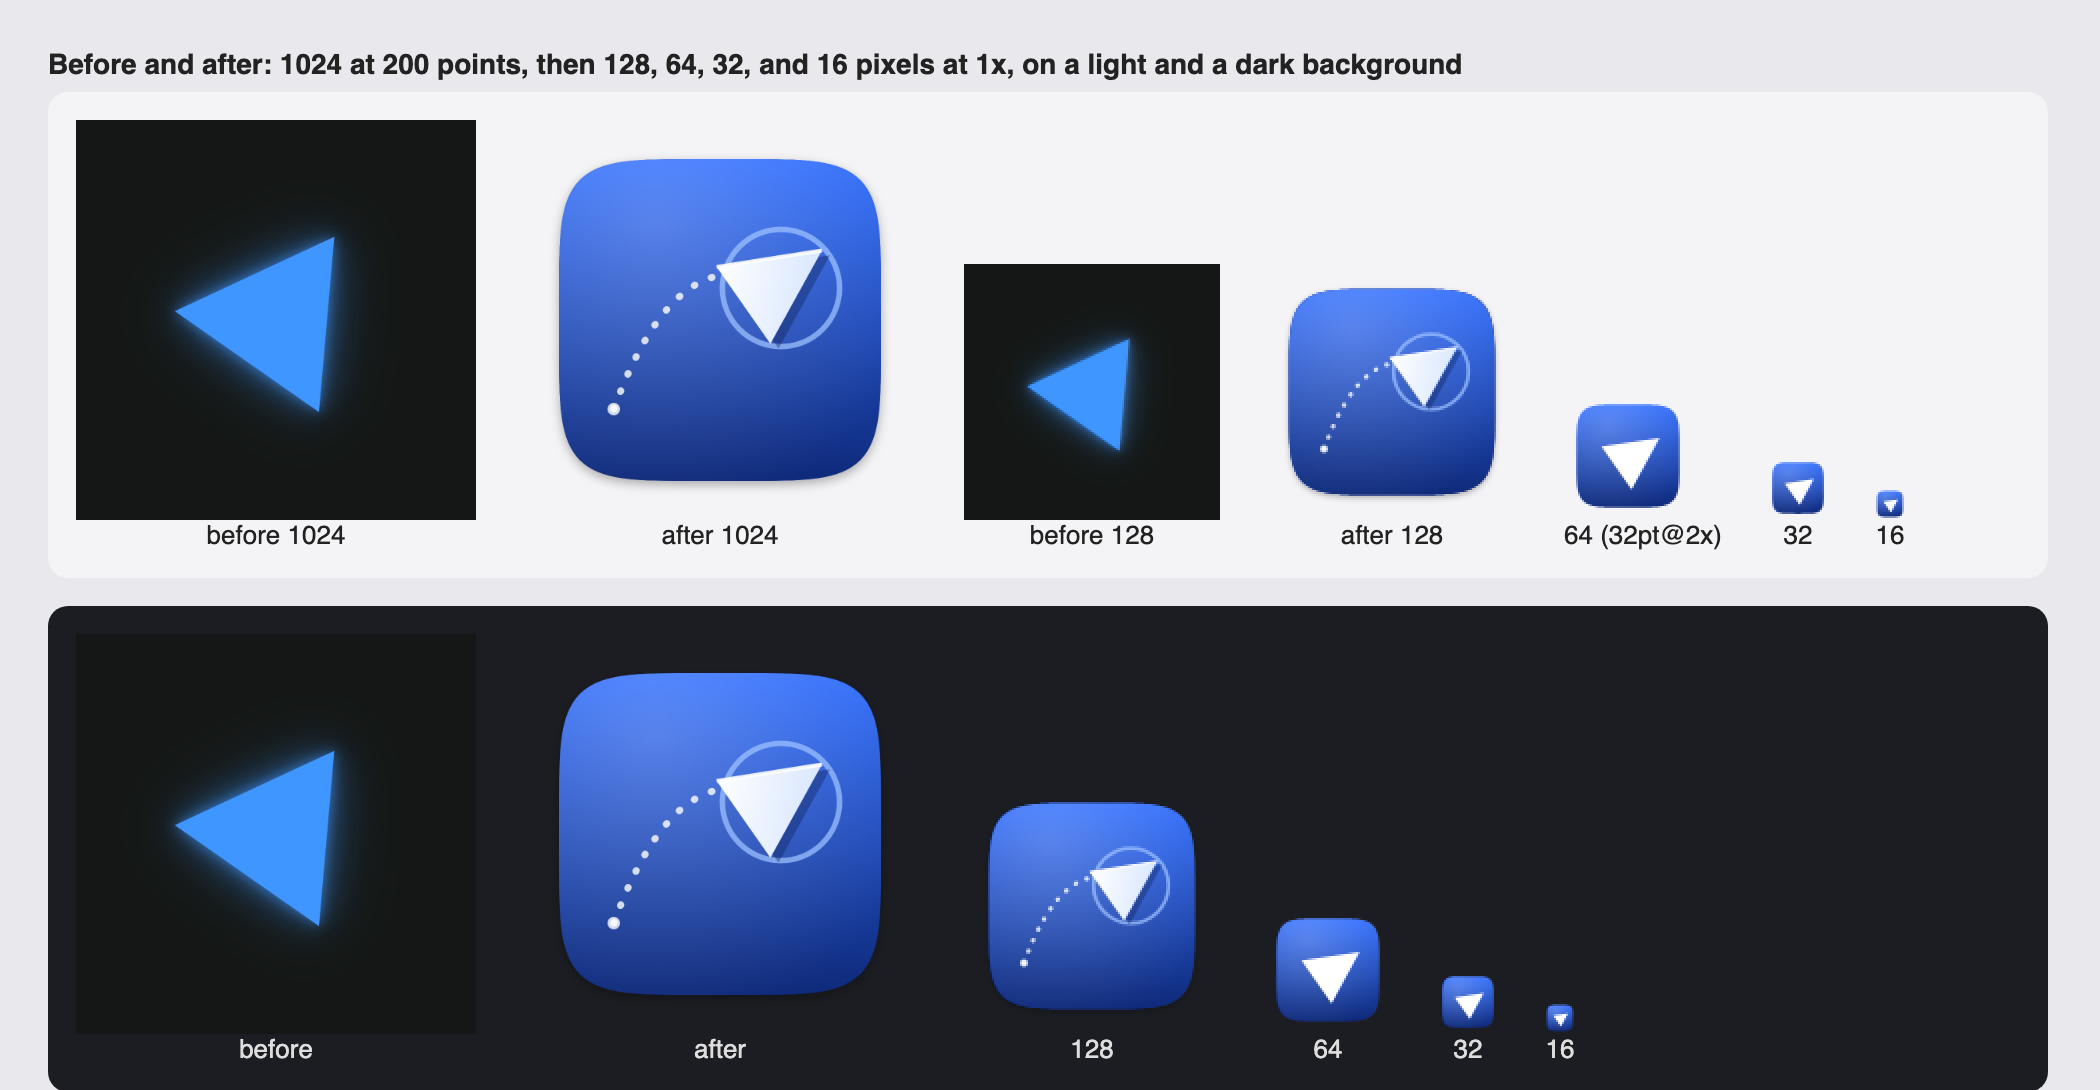 Before and after: 1024 at 200 points, then 128, 64, 32, and 16 pixels at 1x, on a light and a dark background
before 1024
after 1024
before 128
after 128
64 (32pt@2x)
32
16
before
after
128
64
32
16